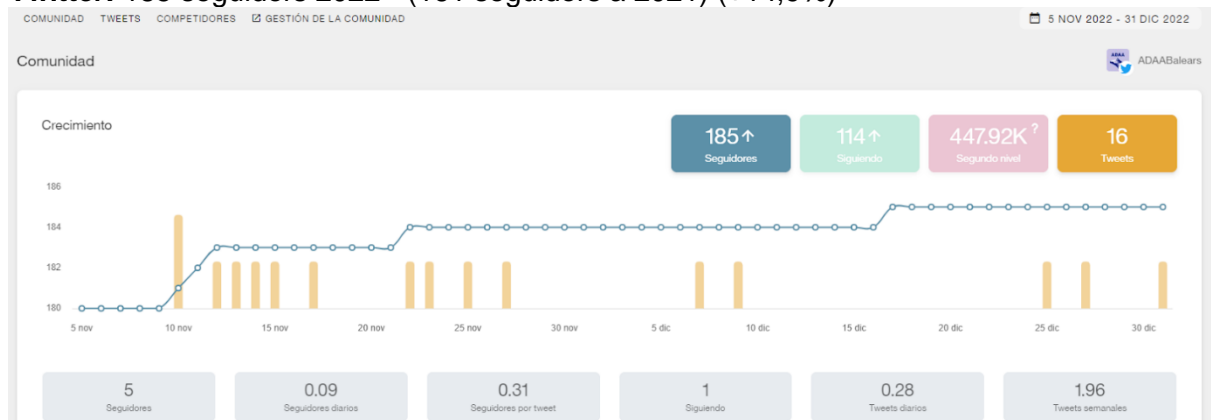 COMUNIDAD TWEETS COMPETIDORES GESTIÓN DE LA COMUNIDAD 5 NOV 2022 - 31 DIC 2022
Comunidad ADAABalears
Crecimiento
185↑ 114↑ 447.92K ? 16
Seguidores Siguiendo Segundo nivel Tweets
186
184
182
180
5 nov 10 nov 15 nov 20 nov 25 nov 30 nov 5 dic 10 dic 15 dic 20 dic 25 dic 30 dic
5 0.09 0.31 1 0.28 1.96
Seguidores Seguidores diarios Seguidores por tweet Siguiendo Tweets diarios Tweets semanales